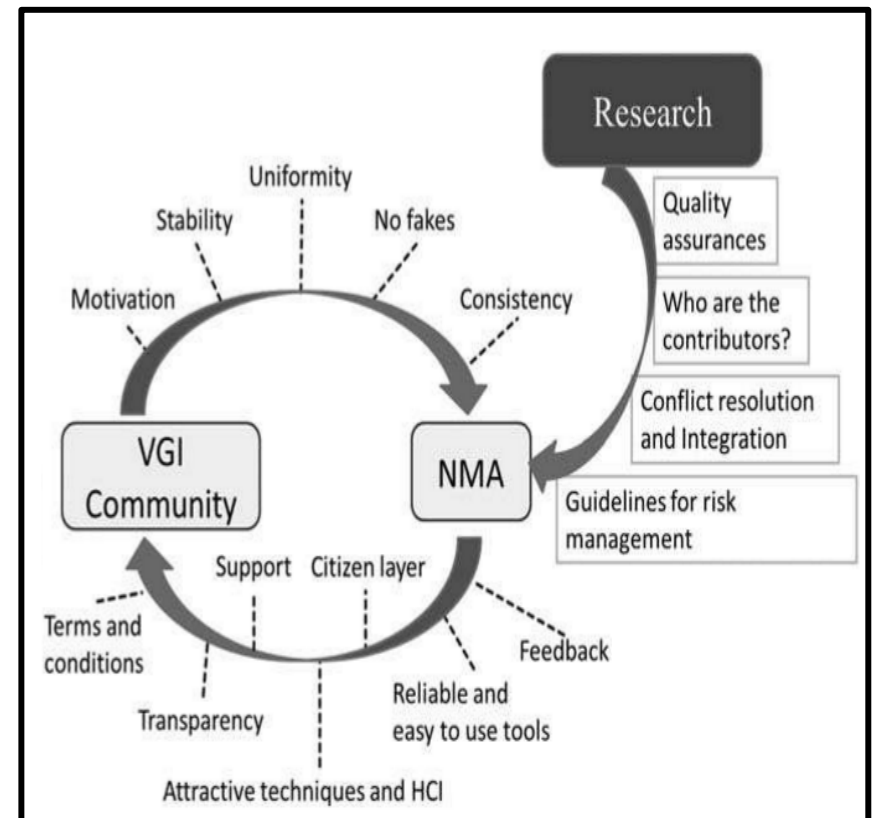 Research
Uniformity
Stability
No fakes
Motivation
Consistency
Quality
assurances
Who are the
contributors?
Conflict resolution
and Integration
Guidelines for risk
management
VGI
Community
NMA
Support
Citizen layer
Terms and
conditions
Transparency
Feedback
Reliable and
easy to use tools
Attractive techniques and HCI